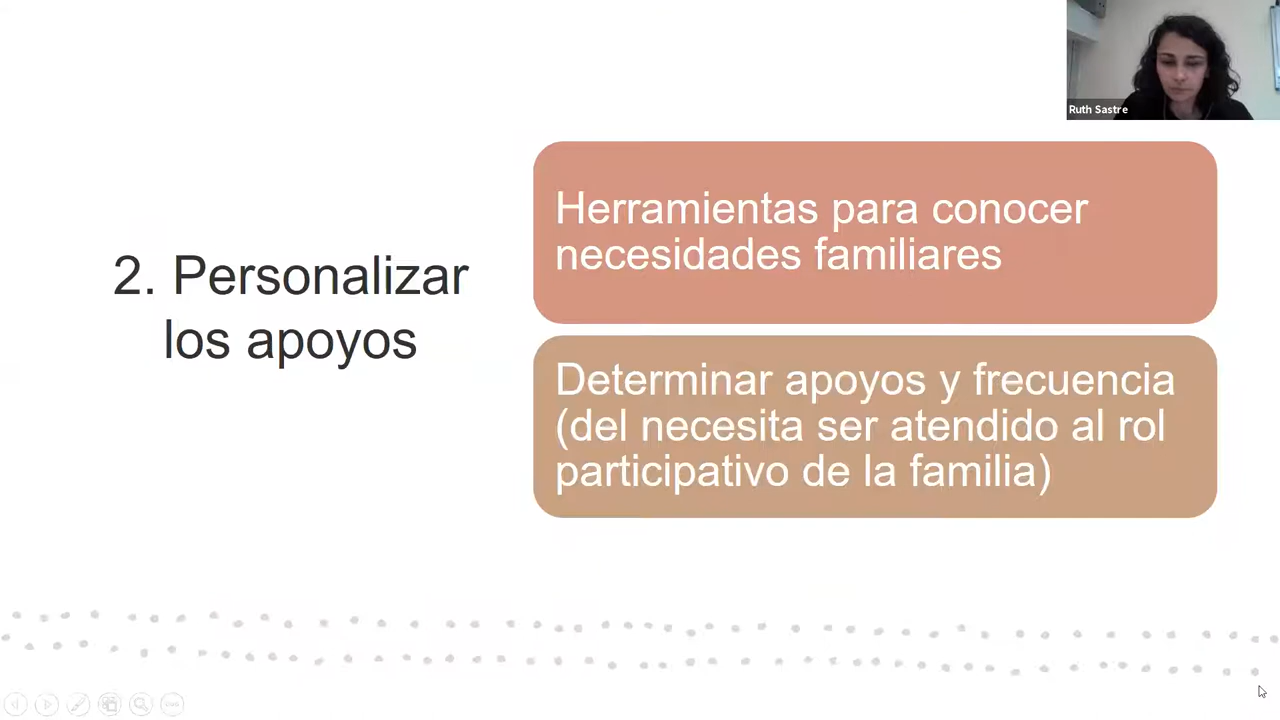 Ruth Sastre
2. Personalizar
los apoyos
Herramientas para conocer
necesidades familiares
Determinar apoyos y frecuencia
(del necesita ser atendido al rol
participativo de la familia)